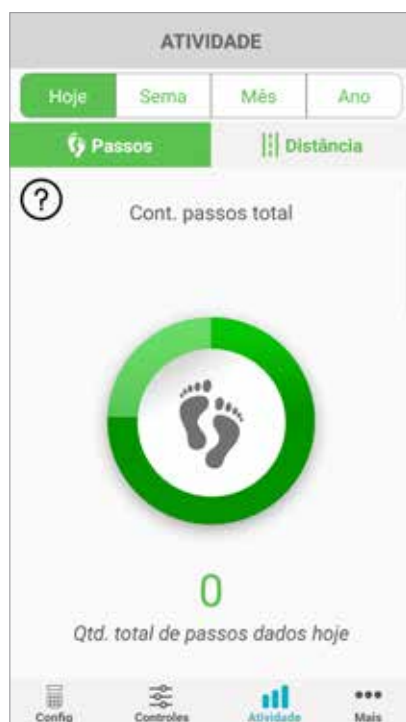 ATIVIDADE
Hoje Sema Mês Ano
Passos Distância
?
Cont. passos total
0
Qtd. total de passos dados hoje
Config Controles Atividade Mais